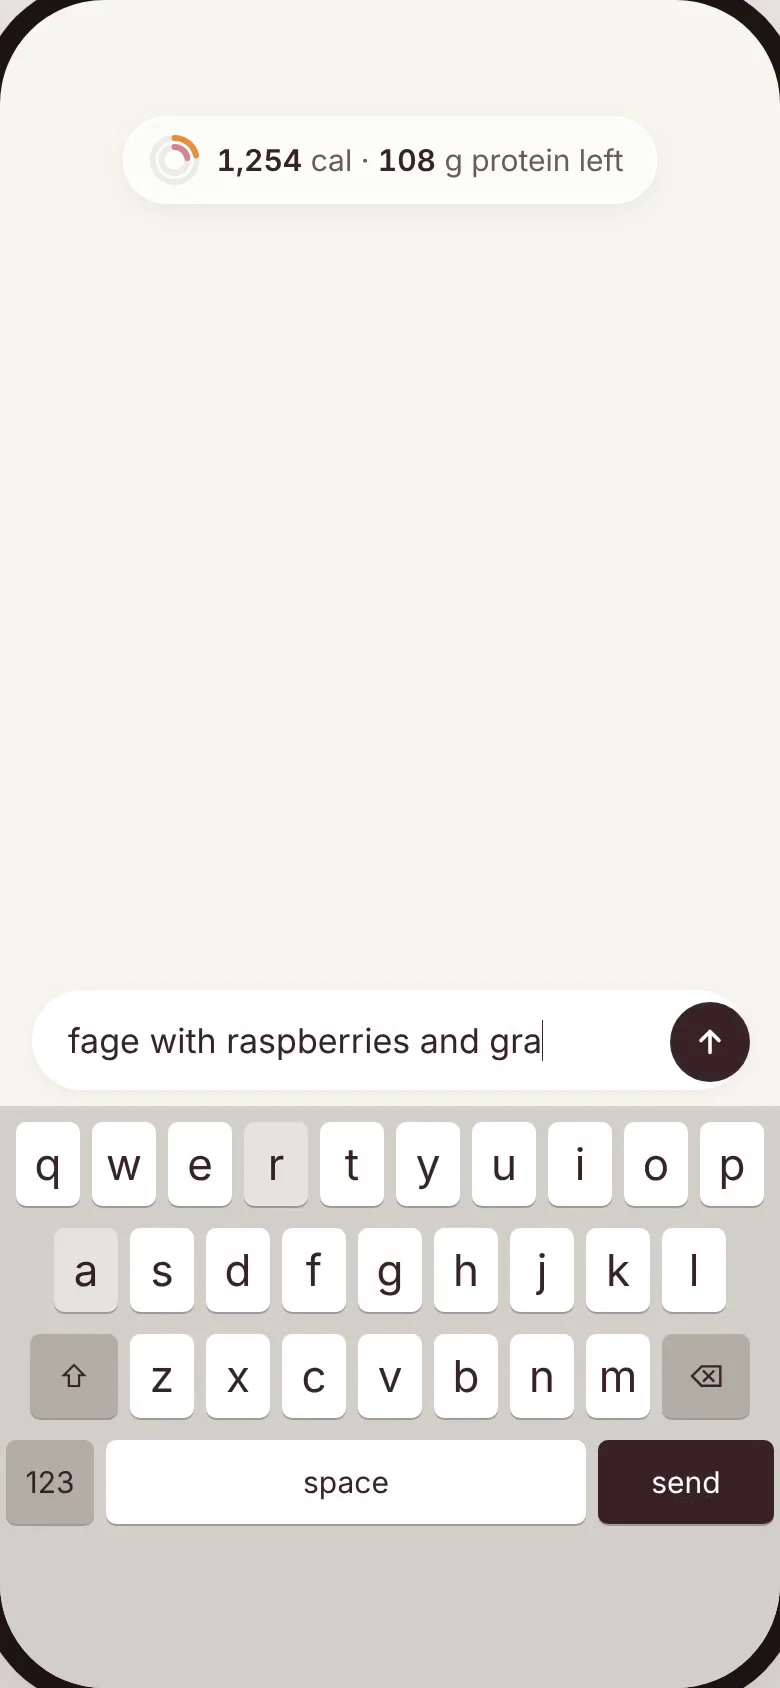 1,254 cal · 108 g protein left
fage with raspberries and gra
q w e r t y u i o p
a s d f g h j k l
z x c v b n m
123 space send